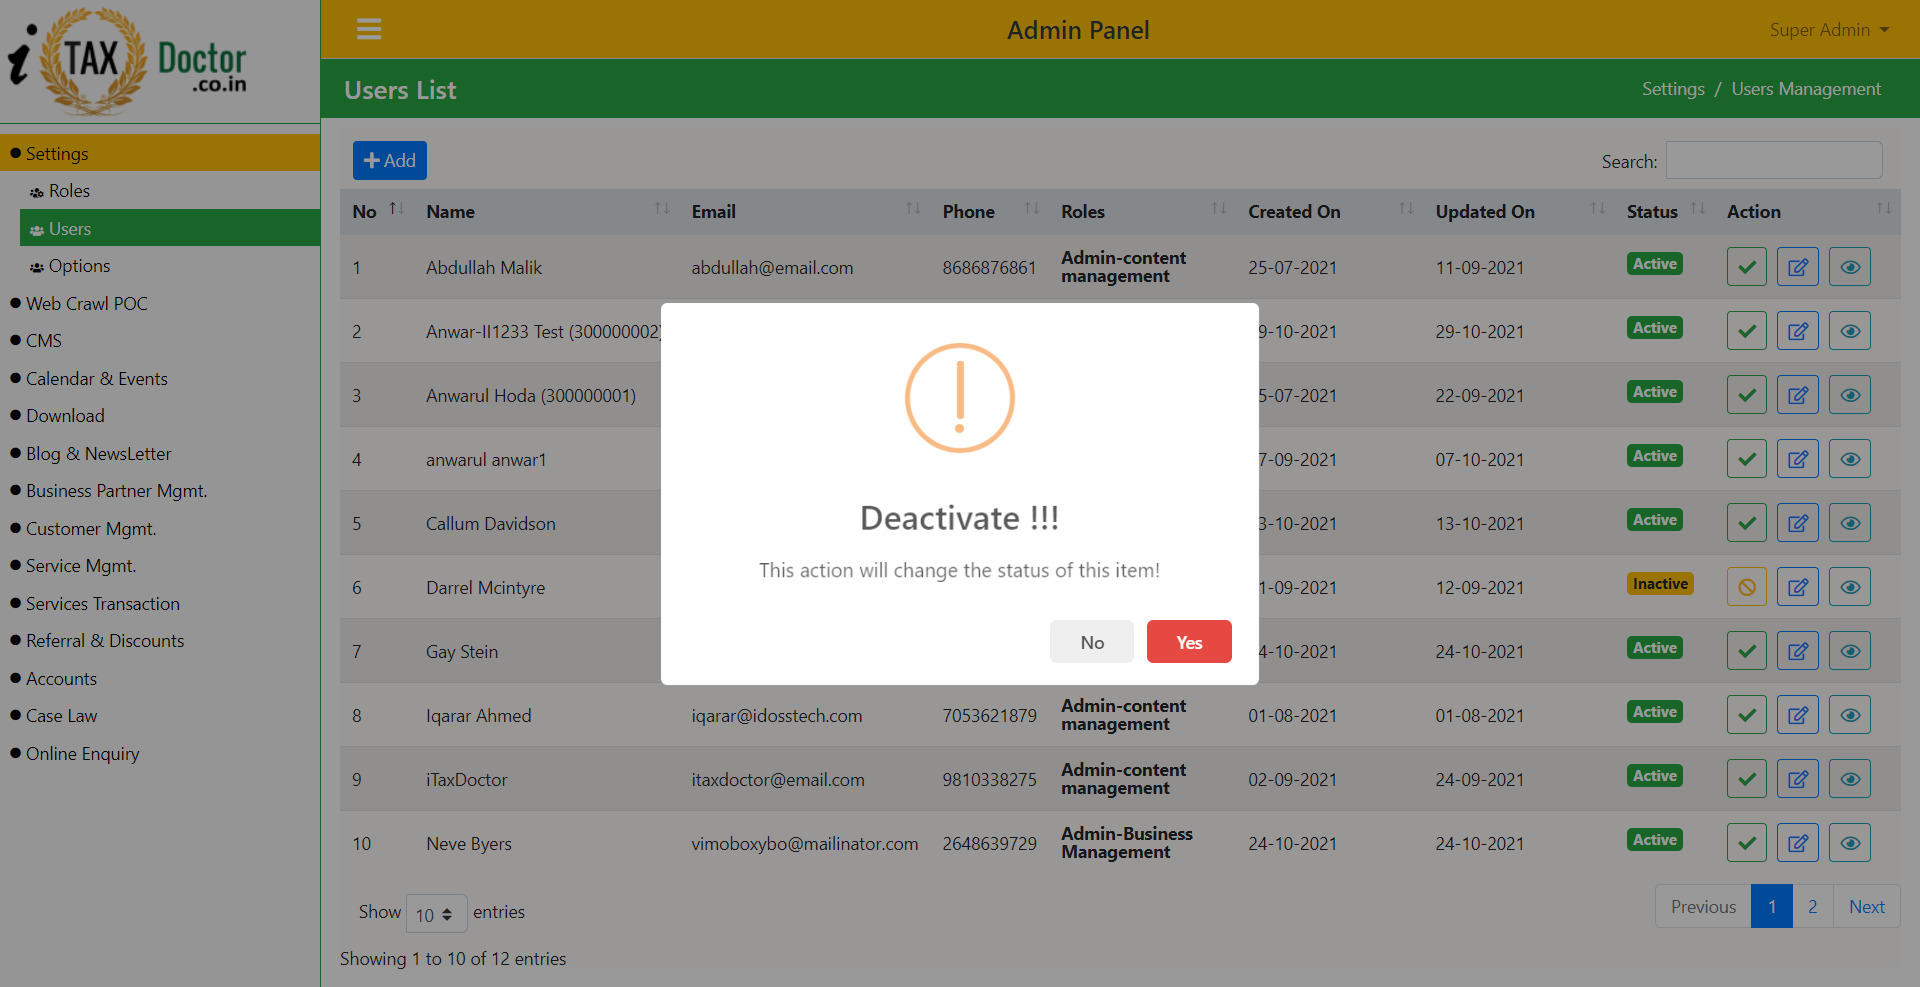 i TAX Doctor
.co.in
Admin Panel
Super Admin
Users List
Settings / Users Management
Settings
Roles
Users
Options
Web Crawl POC
CMS
Calendar & Events
Download
Blog & NewsLetter
Business Partner Mgmt.
Customer Mgmt.
Service Mgmt.
Services Transaction
Referral & Discounts
Accounts
Case Law
Online Enquiry
Add
Search:
No Name Email Phone Roles Created On Updated On Status Action
1 Abdullah Malik abdullah@email.com 8686876861 Admin-content management 25-07-2021 11-09-2021 Active
2 Anwar-II1233 Test (300000002) 9-10-2021 29-10-2021 Active
3 Anwarul Hoda (300000001) 5-07-2021 22-09-2021 Active
4 anwarul anwar1 7-09-2021 07-10-2021 Active
5 Callum Davidson 3-10-2021 13-10-2021 Active
6 Darrel Mcintyre 1-09-2021 12-09-2021 Inactive
7 Gay Stein 4-10-2021 24-10-2021 Active
8 Iqarar Ahmed iqarar@idosstech.com 7053621879 Admin-content management 01-08-2021 01-08-2021 Active
9 iTaxDoctor itaxdoctor@email.com 9810338275 Admin-content management 02-09-2021 24-09-2021 Active
10 Neve Byers vimoboxybo@mailinator.com 2648639729 Admin-Business Management 24-10-2021 24-10-2021 Active
Deactivate !!!
This action will change the status of this item!
No Yes
Show 10 entries
Previous 1 2 Next
Showing 1 to 10 of 12 entries